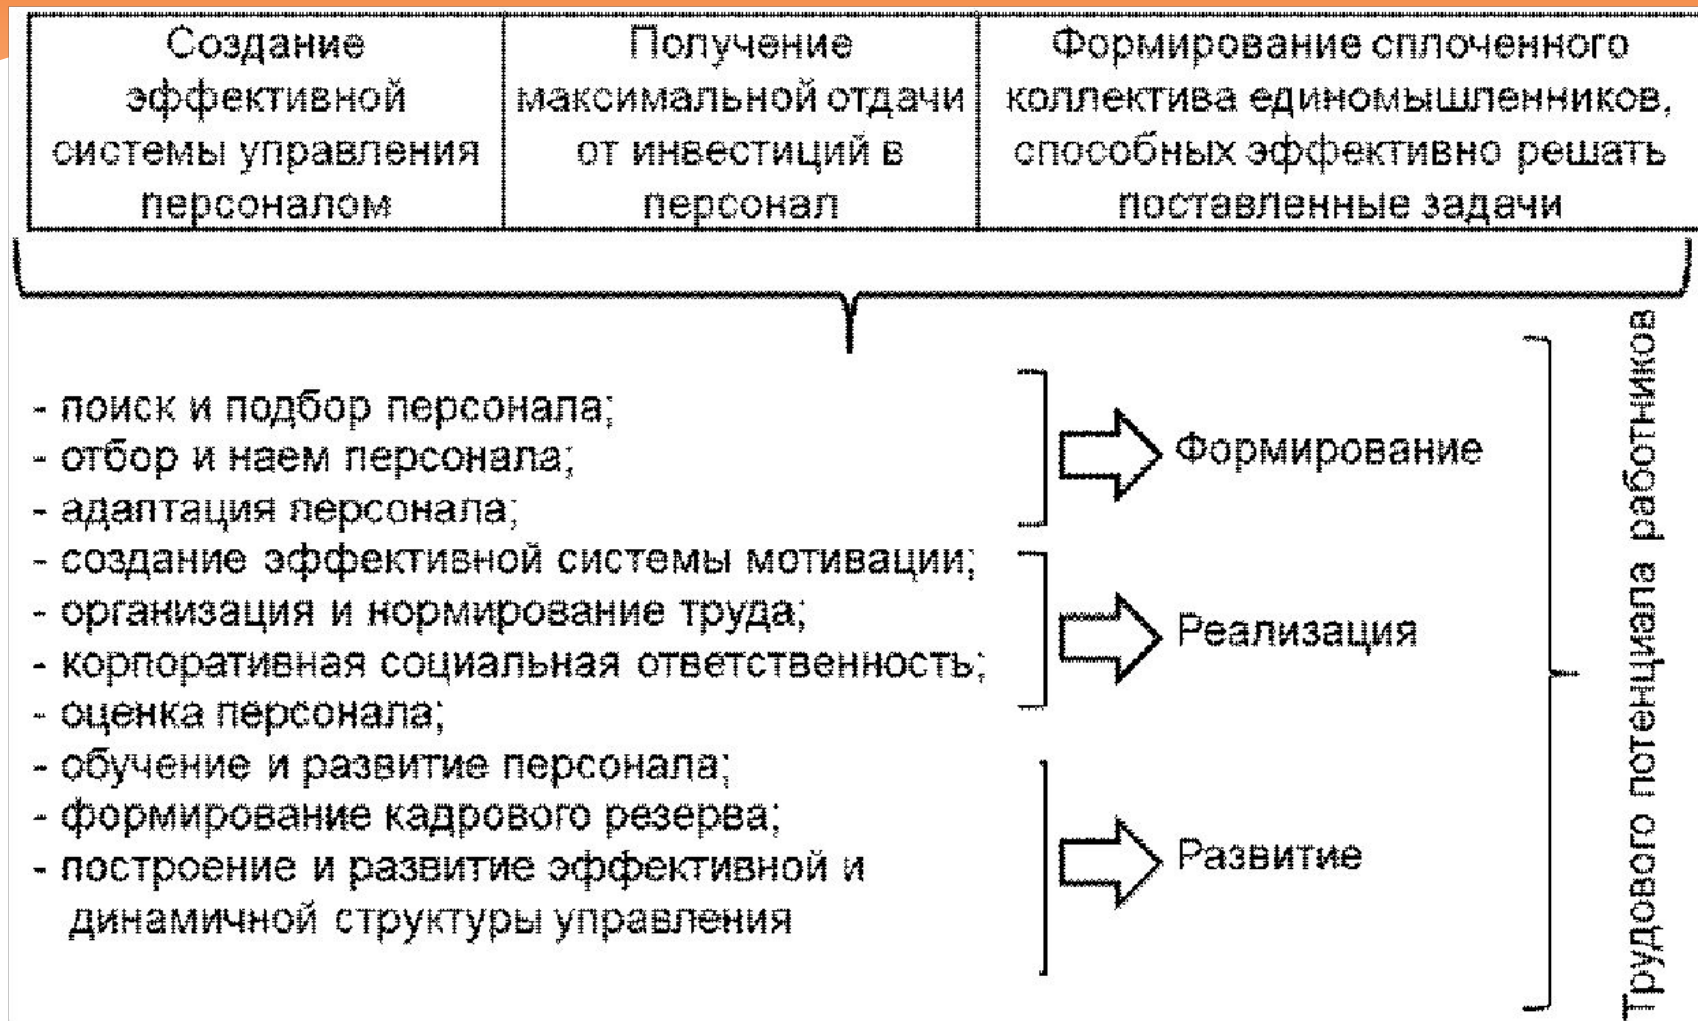 Создание
эффективной
системы управления
персоналом
Получение
максимальной отдачи
от инвестиций в
персонал
Формирование сплоченного
коллектива единомышленников,
способных эффективно решать
поставленные задачи
- поиск и подбор персонала;
- отбор и наем персонала;
- адаптация персонала;
Формирование
- создание эффективной системы мотивации;
- организация и нормирование труда;
- корпоративная социальная ответственность;
Реализация
- оценка персонала;
- обучение и развитие персонала;
- формирование кадрового резерва;
- построение и развитие эффективной и
динамичной структуры управления
Развитие
Трудового потенциала работников